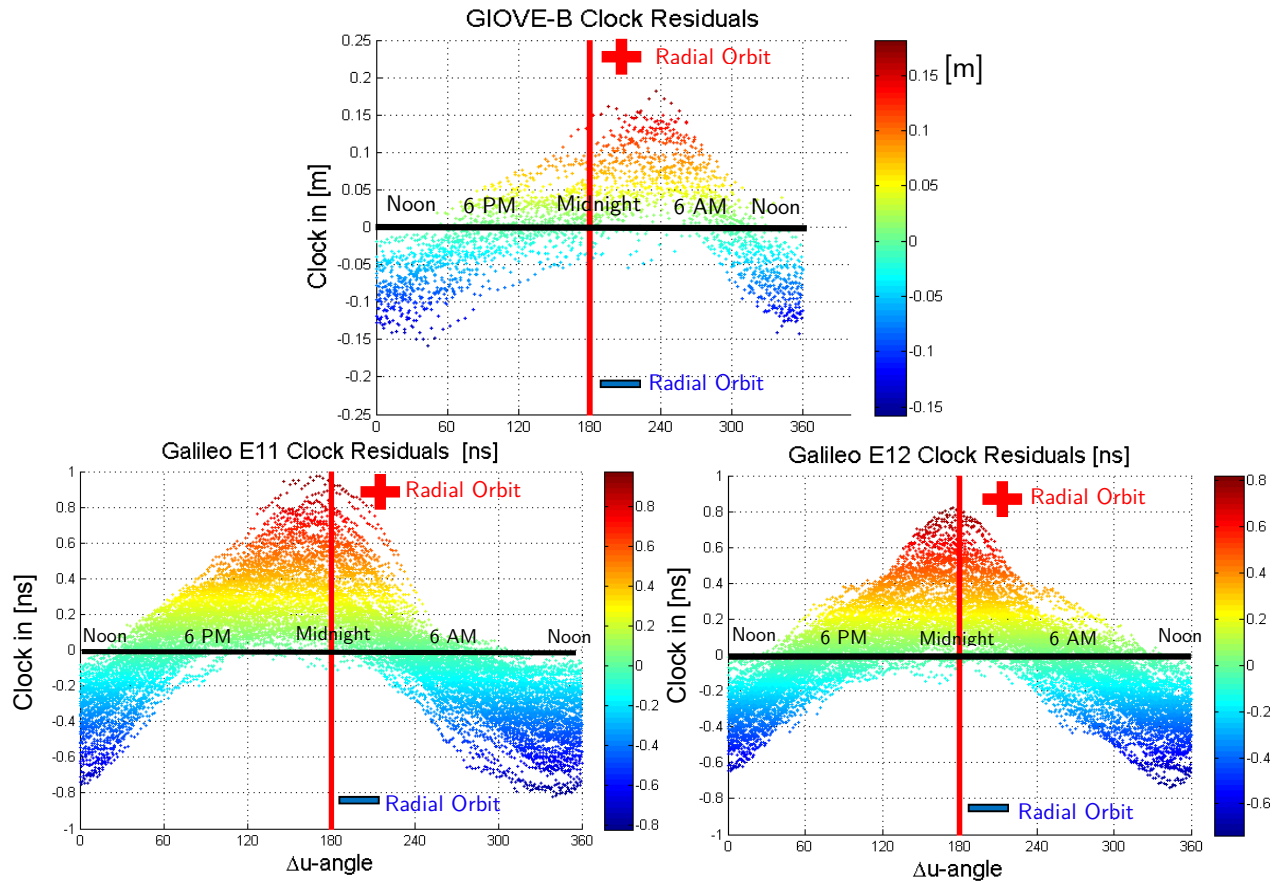 GIOVE-B Clock Residuals
0.25
0.2
0.15
0.1
0.05
0
-0.05
-0.1
-0.15
-0.2
-0.25
Clock in [m]
Radial Orbit
Noon 6 PM Midnight 6 AM Noon
Radial Orbit
0 60 120 180 240 300 360
[m]
0.15
0.1
0.05
0
-0.05
-0.1
-0.15
Galileo E11 Clock Residuals [ns]
1
0.8
0.6
0.4
0.2
0
-0.2
-0.4
-0.6
-0.8
-1
Clock in [ns]
Radial Orbit
Noon 6 PM Midnight 6 AM Noon
Radial Orbit
0 60 120 180 240 300 360
Δu-angle
0.8
0.6
0.4
0.2
0
-0.2
-0.4
-0.6
-0.8
Galileo E12 Clock Residuals [ns]
1
0.8
0.6
0.4
0.2
0
-0.2
-0.4
-0.6
-0.8
-1
Clock in [ns]
Radial Orbit
Noon 6 PM Midnight 6 AM Noon
Radial Orbit
0 60 120 180 240 300 360
Δu-angle
0.8
0.6
0.4
0.2
0
-0.2
-0.4
-0.6